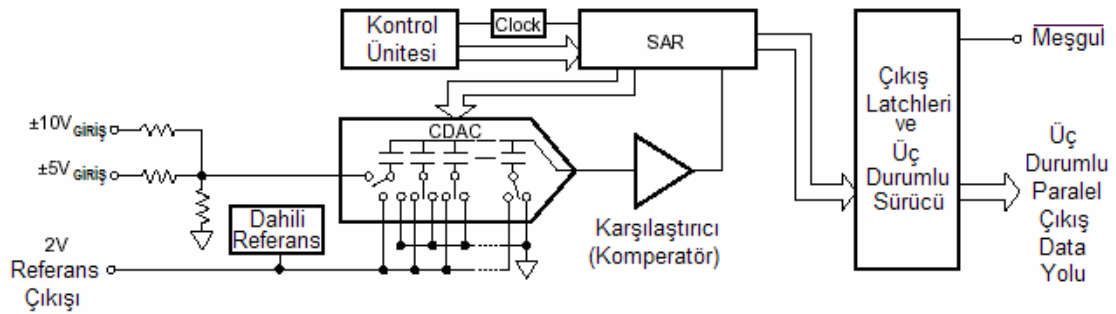 Kontrol
Ünitesi
Clock
SAR
Meşgul
Çıkış
Latchleri
ve
Üç
Durumlu
Sürücü
±10V GİRİŞ
CDAC
±5V GİRİŞ
Üç
Durumlu
Paralel
Çıkış
Data
Yolu
Dahili
Referans
Karşılaştırıcı
(Komperatör)
2V
Referans
Çıkışı